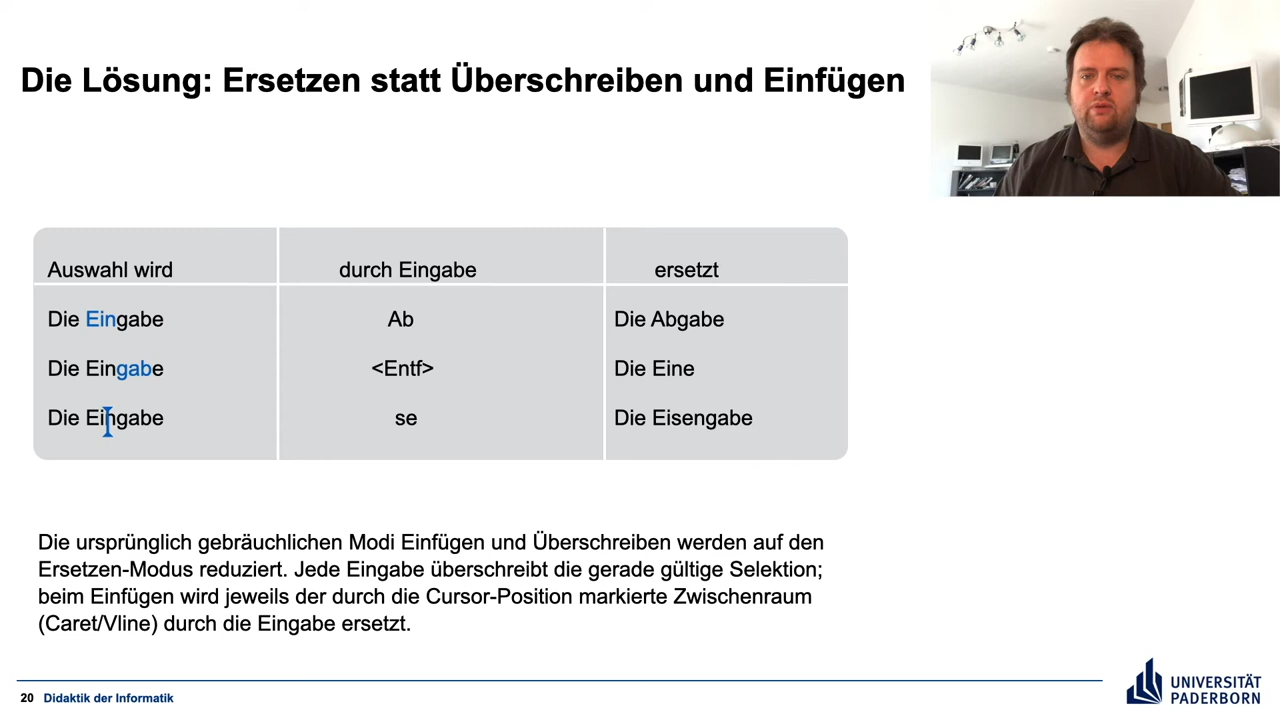 Die Lösung: Ersetzen statt Überschreiben und Einfügen
Auswahl wird durch Eingabe ersetzt
Die Eingabe Ab Die Abgabe
Die Eingabe <Entf> Die Eine
Die Eingabe se Die Eisengabe
Die ursprünglich gebräuchlichen Modi Einfügen und Überschreiben werden auf den
Ersetzen-Modus reduziert. Jede Eingabe überschreibt die gerade gültige Selektion;
beim Einfügen wird jeweils der durch die Cursor-Position markierte Zwischenraum
(Caret/Vline) durch die Eingabe ersetzt.
20 Didaktik der Informatik
UNIVERSITÄT
PADERBORN